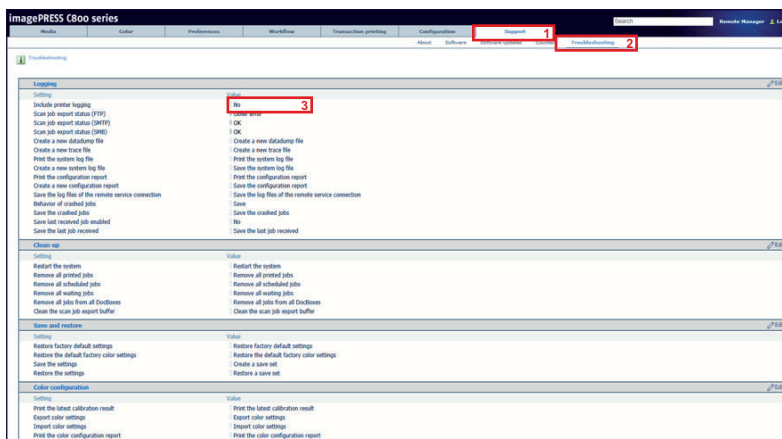 imagePRESS C800 series
Search
Remote Manager
Media Color Preferences Workflow Transaction printing Configuration Support 1
About Software Software Updates Counters Troubleshooting 2
Troubleshooting
Logging
Setting Value
Include printer logging No 3
Scan job export status (FTP) Other error
Scan job export status (SMTP) OK
Scan job export status (SMB) OK
Create a new datadump file Create a new datadump file
Create a new trace file Create a new trace file
Print the system log file Print the system log file
Create a new system log file Save the system log file
Print the configuration report Print the configuration report
Create a new configuration report Save the configuration report
Save the log files of the remote service connection Save the log files of the remote service connection
Behavior of crashed jobs Save
Save the crashed jobs Save the crashed jobs
Save last received job enabled No
Save the last job received Save the last job received
Clean up
Setting Value
Restart the system Restart the system
Remove all printed jobs Remove all printed jobs
Remove all scheduled jobs Remove all scheduled jobs
Remove all waiting jobs Remove all waiting jobs
Remove all jobs from all DocBoxes Remove all jobs from all DocBoxes
Clean the scan job export buffer Clean the scan job export buffer
Save and restore
Setting Value
Restore factory default settings Restore factory default settings
Restore the default factory color settings Restore the default factory color settings
Save the settings Create a save set
Restore the settings Restore a save set
Color configuration
Setting Value
Print the latest calibration result Print the latest calibration result
Export color settings Export color settings
Import color settings Import color settings
Print the color configuration report Print the color configuration report